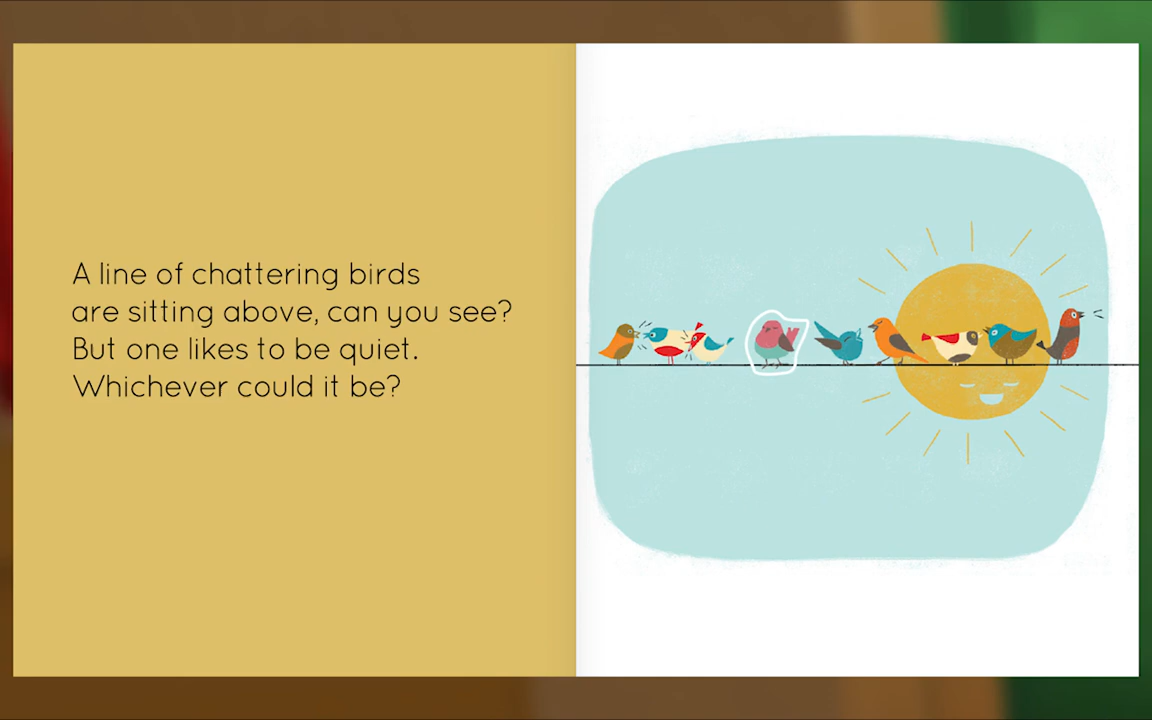 A line of chattering birds
are sitting above, can you see?
But one likes to be quiet.
Whichever could it be?